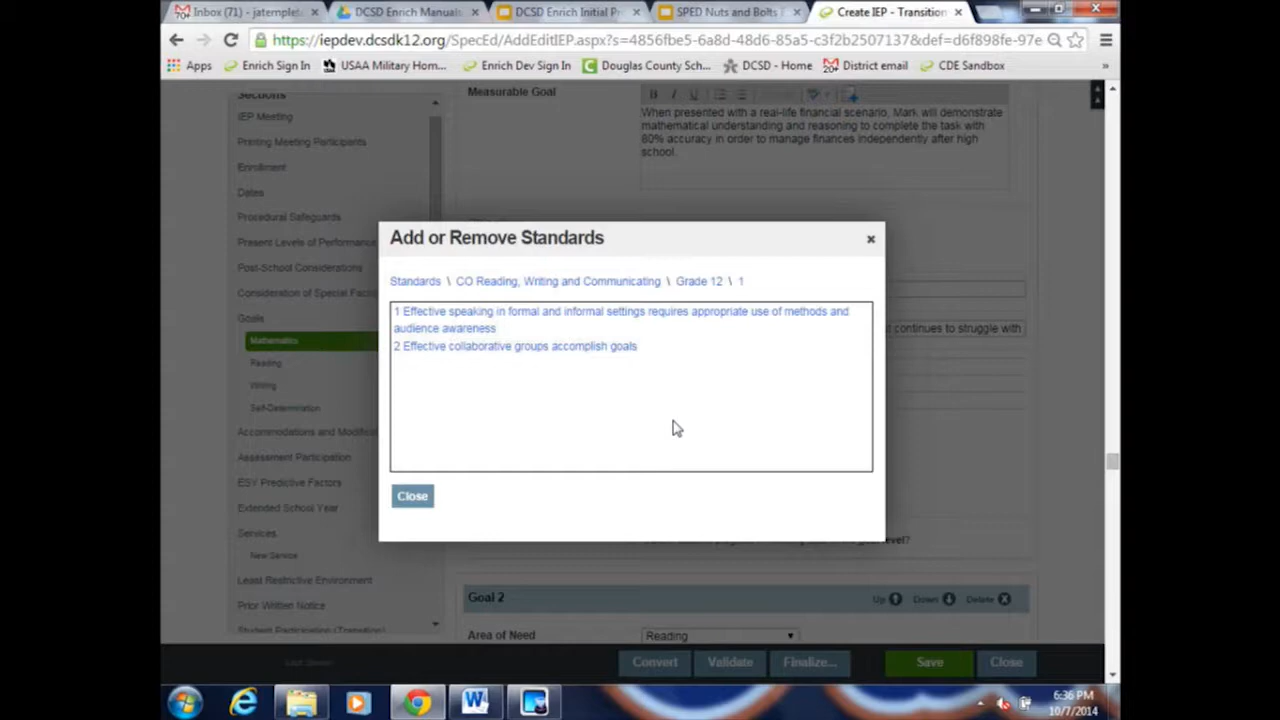 Inbox (71) - jatemplet
DCSD Enrich Manuals
DCSD Enrich Initial Pr
SPED Nuts and Bolts
Create IEP - Transition
https://iepdev.dcsdk12.org/SpecEd/AddEditIEP.aspx?s=4856fbe5-6a8d-48d6-85a5-c3f2b2507137&def=d6f898fe-97e
Apps
Enrich Sign In
USAA Military Hom...
Enrich Dev Sign In
Douglas County Sch...
DCSD - Home
District email
CDE Sandbox
»
Sections
IEP Meeting
Printing Meeting Participants
Enrollment
Dates
Procedural Safeguards
Present Levels of Performance
Post-School Considerations
Consideration of Special Facto
Goals
Mathematics
Reading
Writing
Self-Determination
Accommodations and Modificat
Assessment Participation
ESY Predictive Factors
Extended School Year
Services
New Service
Least Restrictive Environment
Prior Written Notice
Student Participation (Transition)
Measurable Goal
B I U
When presented with a real-life financial scenario, Mark will demonstrate
mathematical understanding and reasoning to complete the task with
80% accuracy in order to manage finances independently after high
school.
Add or Remove Standards
Standards \ CO Reading, Writing and Communicating \ Grade 12 \ 1
1 Effective speaking in formal and informal settings requires appropriate use of methods and
audience awareness
2 Effective collaborative groups accomplish goals
Close
t continues to struggle with
level?
Goal 2
Up
Down
Delete
Area of Need
Reading
Convert
Validate
Finalize...
Save
Close
6:36 PM
10/7/2014